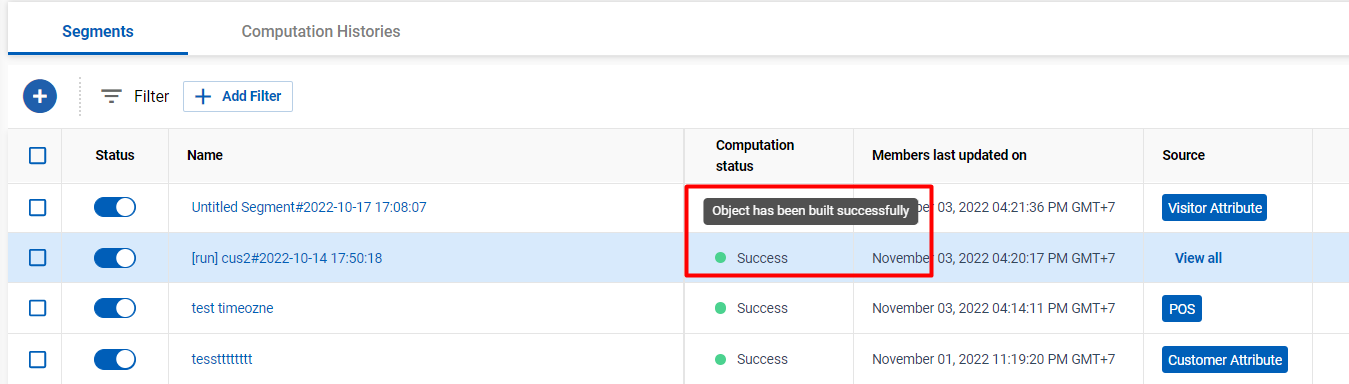 Segments
Computation Histories
Filter
Add Filter
Status
Name
Computation
status
Members last updated on
Source
Untitled Segment#2022-10-17 17:08:07
Object has been built successfully
ber 03, 2022 04:21:36 PM GMT+7
Visitor Attribute
[run] cus2#2022-10-14 17:50:18
Success
November 03, 2022 04:20:17 PM GMT+7
View all
test timeozne
Success
November 03, 2022 04:14:11 PM GMT+7
POS
tessttttttttt
Success
November 01, 2022 11:19:20 PM GMT+7
Customer Attribute